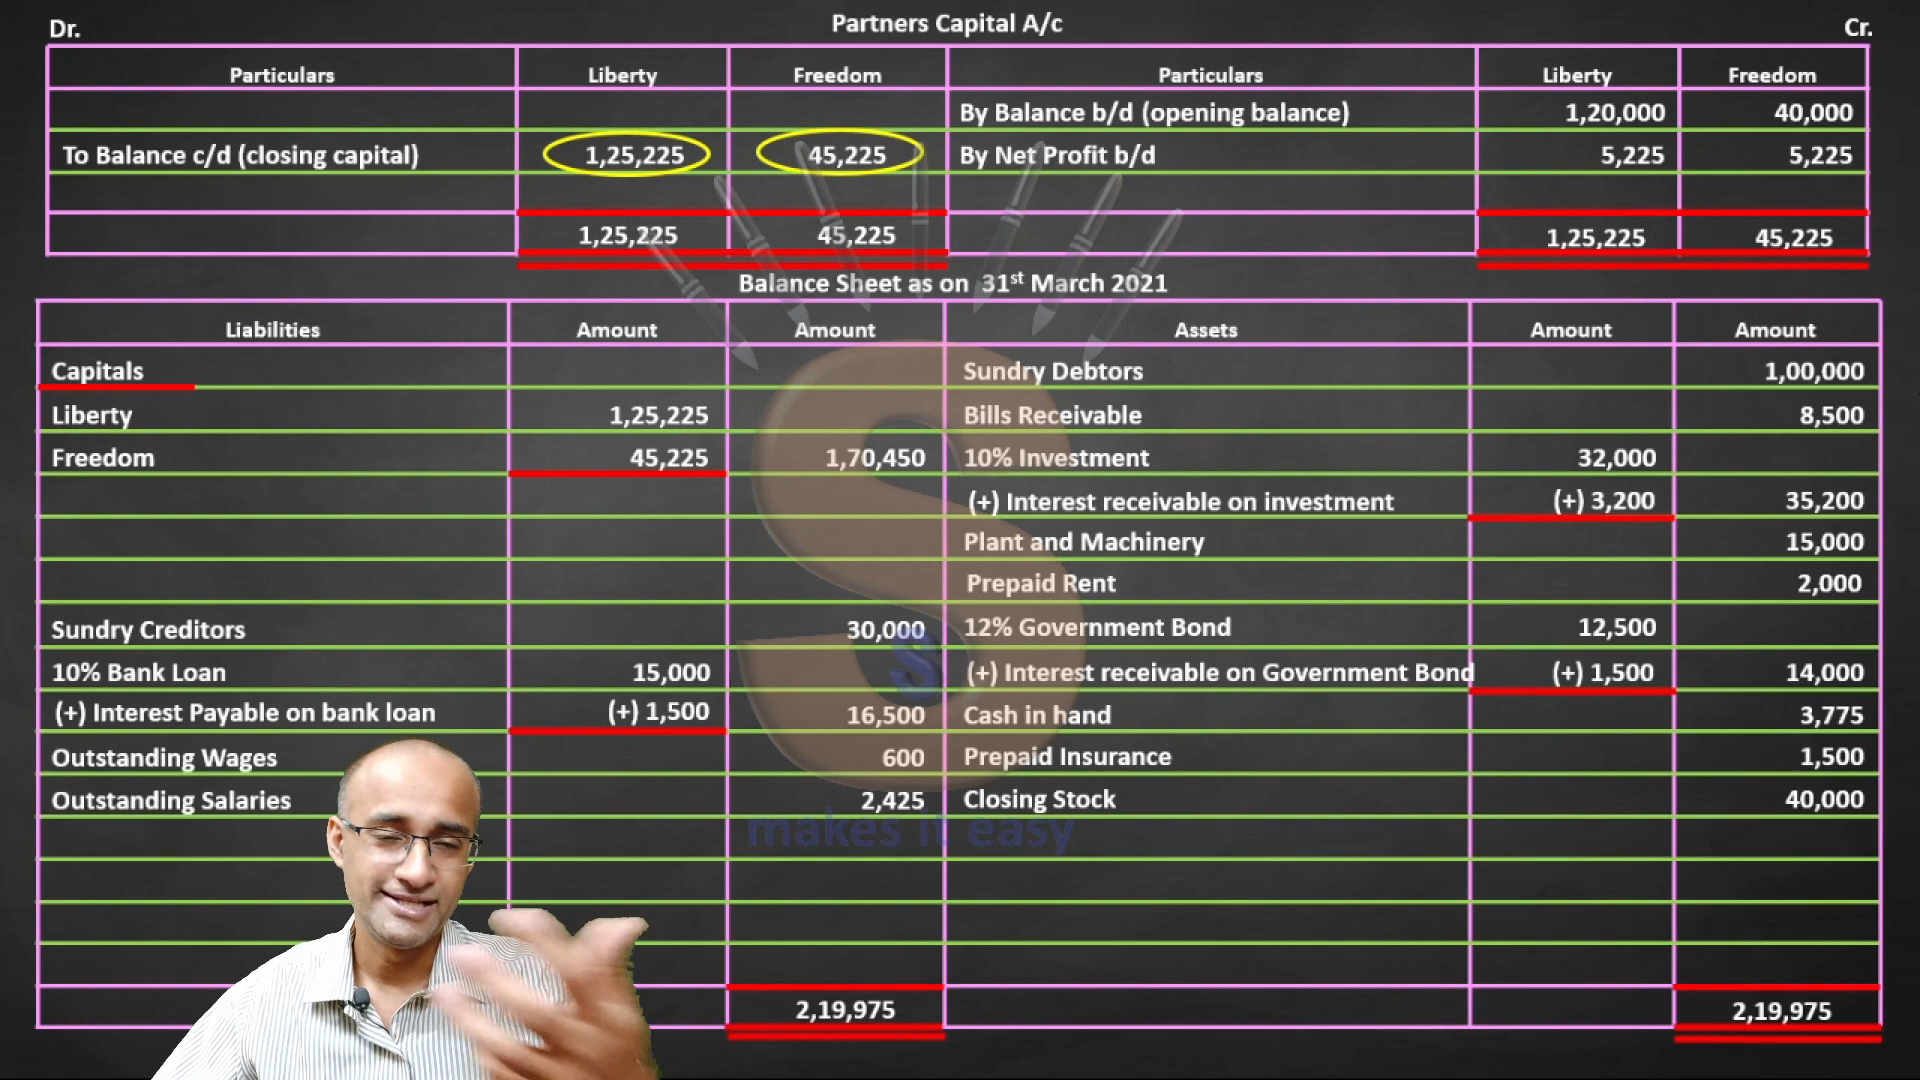 Dr. Partners Capital A/c Cr.
Particulars Liberty Freedom Particulars Liberty Freedom
By Balance b/d (opening balance) 1,20,000 40,000
To Balance c/d (closing capital) 1,25,225 45,225 By Net Profit b/d 5,225 5,225
1,25,225 45,225 1,25,225 45,225
Balance Sheet as on 31st March 2021
Liabilities Amount Amount Assets Amount Amount
Capitals Sundry Debtors 1,00,000
Liberty 1,25,225 Bills Receivable 8,500
Freedom 45,225 1,70,450 10% Investment 32,000
(+) Interest receivable on investment (+) 3,200 35,200
Plant and Machinery 15,000
Prepaid Rent 2,000
Sundry Creditors 30,000 12% Government Bond 12,500
10% Bank Loan 15,000 (+) Interest receivable on Government Bond (+) 1,500 14,000
(+) Interest Payable on bank loan (+) 1,500 16,500 Cash in hand 3,775
Outstanding Wages 600 Prepaid Insurance 1,500
Outstanding Salaries 2,425 Closing Stock 40,000
makes it easy
2,19,975 2,19,975